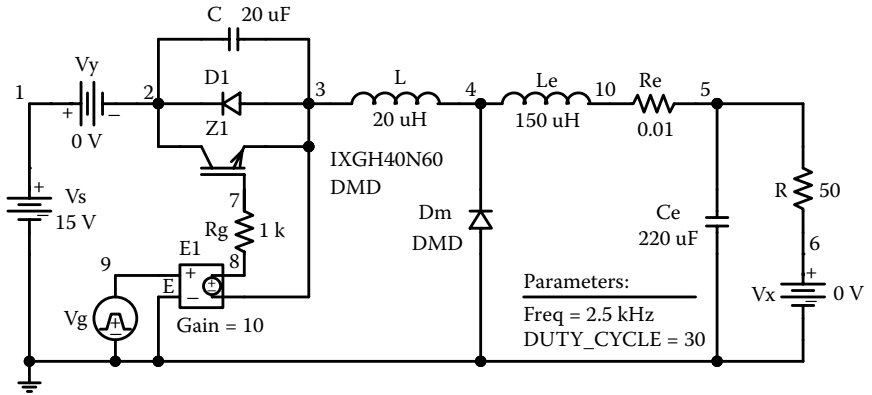 C 20 uF
Vy
D1
1
2
3
L
4
Le
10
Re
5
+ −
0 V
Z1
20 uH
150 uH
0.01
IXGH40N60
DMD
+
Vs
−
15 V
7
Rg
1 k
Dm
DMD
Ce
220 uF
R
50
E1
8
6
9
+
E
−
+
−
Vg
+
−
Gain = 10
Parameters:
Freq = 2.5 kHz
DUTY_CYCLE = 30
+
Vx
−
0 V